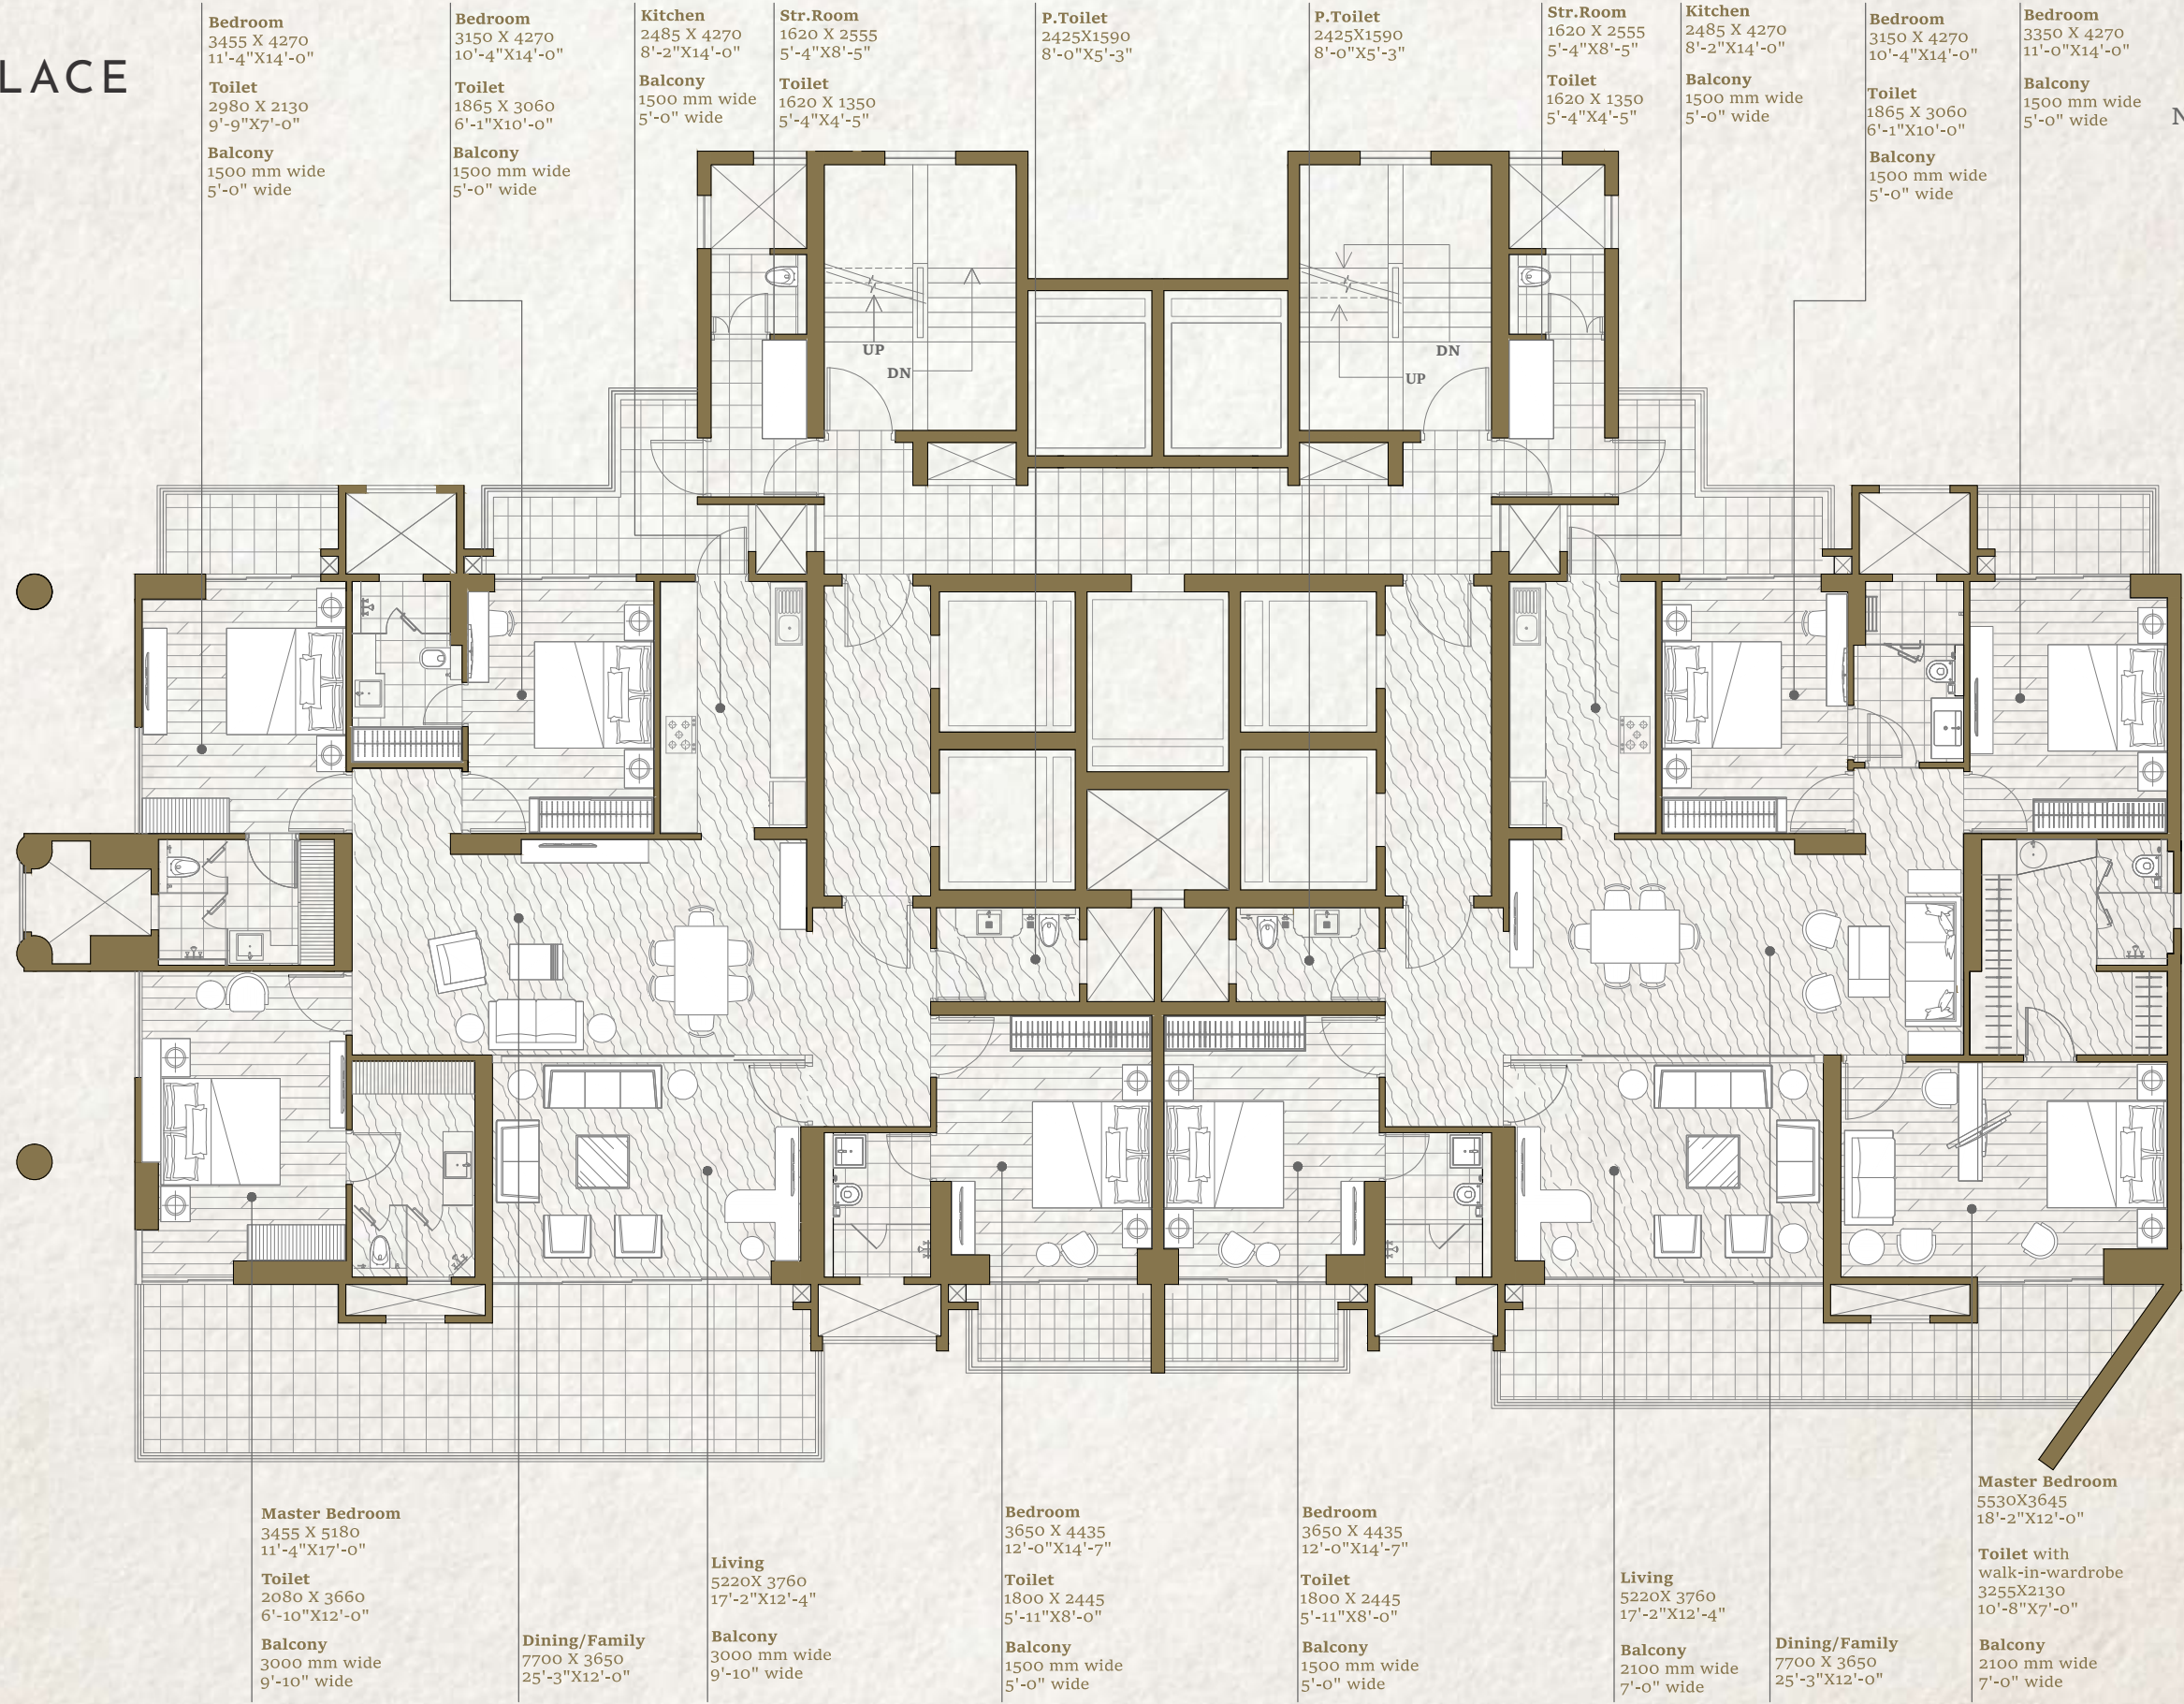 LACE
N
Bedroom
3455 X 4270
11'-4"X14'-0"
Toilet
2980 X 2130
9'-9"X7'-0"
Balcony
1500 mm wide
5'-0" wide
Bedroom
3150 X 4270
10'-4"X14'-0"
Toilet
1865 X 3060
6'-1"X10'-0"
Balcony
1500 mm wide
5'-0" wide
Kitchen
2485 X 4270
8'-2"X14'-0"
Balcony
1500 mm wide
5'-0" wide
Str.Room
1620 X 2555
5'-4"X8'-5"
Toilet
1620 X 1350
5'-4"X4'-5"
P.Toilet
2425X1590
8'-0"X5'-3"
P.Toilet
2425X1590
8'-0"X5'-3"
Str.Room
1620 X 2555
5'-4"X8'-5"
Toilet
1620 X 1350
5'-4"X4'-5"
Kitchen
2485 X 4270
8'-2"X14'-0"
Balcony
1500 mm wide
5'-0" wide
Bedroom
3150 X 4270
10'-4"X14'-0"
Toilet
1865 X 3060
6'-1"X10'-0"
Balcony
1500 mm wide
5'-0" wide
Bedroom
3350 X 4270
11'-0"X14'-0"
Balcony
1500 mm wide
5'-0" wide
UP
DN
DN
UP
Master Bedroom
3455 X 5180
11'-4"X17'-0"
Toilet
2080 X 3660
6'-10"X12'-0"
Balcony
3000 mm wide
9'-10" wide
Dining/Family
7700 X 3650
25'-3"X12'-0"
Living
5220X 3760
17'-2"X12'-4"
Balcony
3000 mm wide
9'-10" wide
Bedroom
3650 X 4435
12'-0"X14'-7"
Toilet
1800 X 2445
5'-11"X8'-0"
Balcony
1500 mm wide
5'-0" wide
Bedroom
3650 X 4435
12'-0"X14'-7"
Toilet
1800 X 2445
5'-11"X8'-0"
Balcony
1500 mm wide
5'-0" wide
Living
5220X 3760
17'-2"X12'-4"
Balcony
2100 mm wide
7'-0" wide
Dining/Family
7700 X 3650
25'-3"X12'-0"
Master Bedroom
5530X3645
18'-2"X12'-0"
Toilet with
walk-in-wardrobe
3255X2130
10'-8"X7'-0"
Balcony
2100 mm wide
7'-0" wide